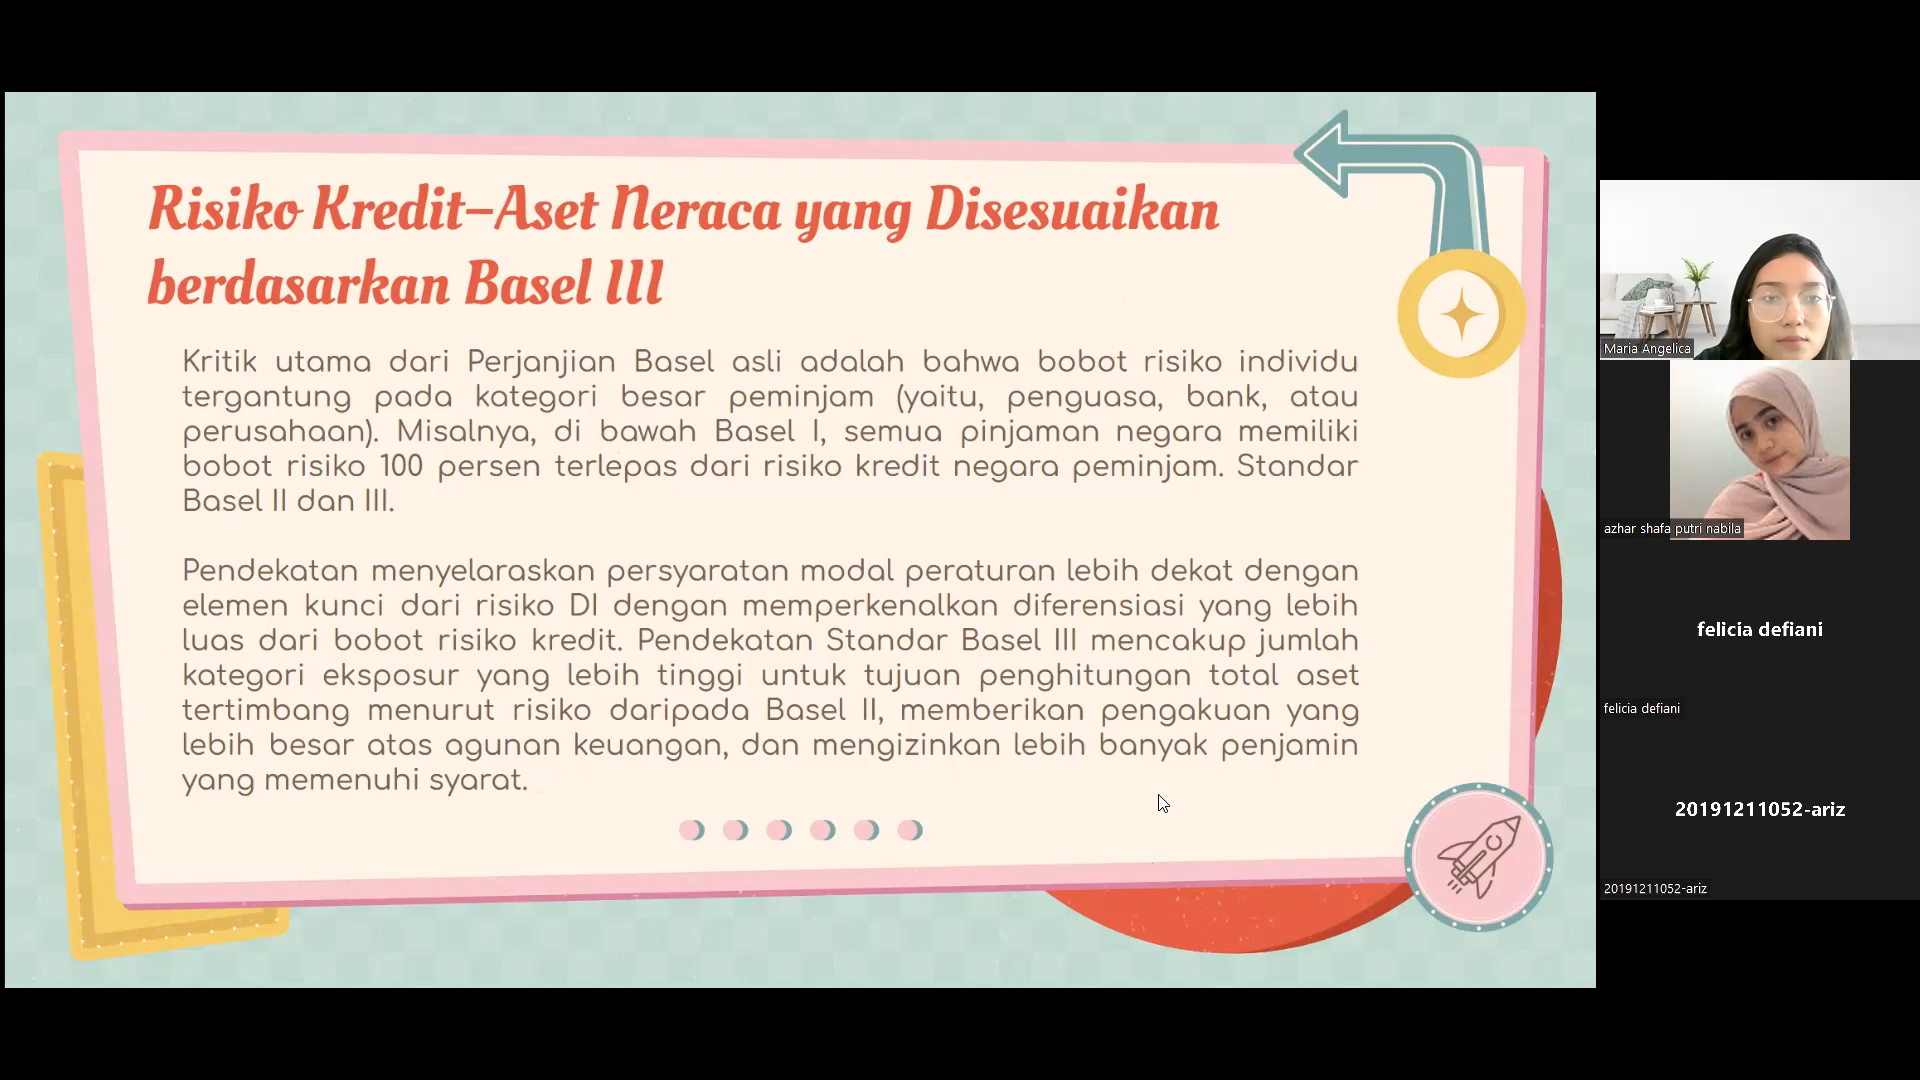 Risiko Kredit–Aset Neraca yang Disesuaikan
berdasarkan Basel III
Kritik utama dari Perjanjian Basel asli adalah bahwa bobot risiko individu
tergantung pada kategori besar peminjam (yaitu, penguasa, bank, atau
perusahaan). Misalnya, di bawah Basel I, semua pinjaman negara memiliki
bobot risiko 100 persen terlepas dari risiko kredit negara peminjam. Standar
Basel II dan III.
Pendekatan menyelaraskan persyaratan modal peraturan lebih dekat dengan
elemen kunci dari risiko DI dengan memperkenalkan diferensiasi yang lebih
luas dari bobot risiko kredit. Pendekatan Standar Basel III mencakup jumlah
kategori eksposur yang lebih tinggi untuk tujuan penghitungan total aset
tertimbang menurut risiko daripada Basel II, memberikan pengakuan yang
lebih besar atas agunan keuangan, dan mengizinkan lebih banyak penjamin
yang memenuhi syarat.
Maria Angelica
azhar shafa putri nabila
felicia defiani
felicia defiani
20191211052-ariz
20191211052-ariz